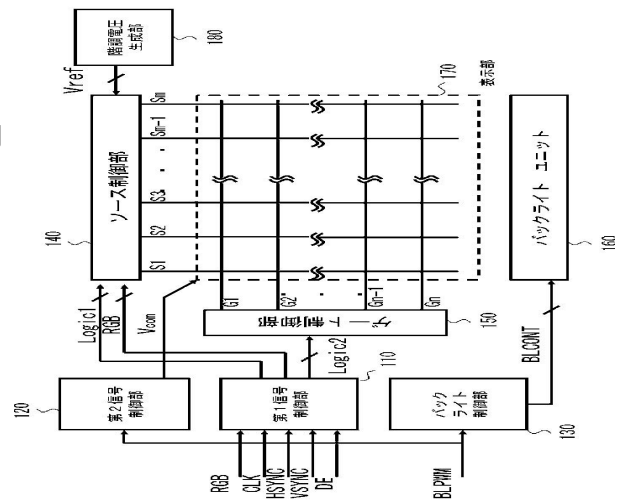 階調電圧
生成部
180
Vref
ソース制御部
140
S1
S2
S3
Sm-1
Sm
170
表示部
Logic1
RGB
Vcom
G1
G2
Gn-1
Gn
ゲート制御部
150
Logic2
バックライト ユニット
160
BLCONT
120
第2信号
制御部
第1信号
制御部
110
バック
ライト
制御部
130
RGB
CLK
HSYNC
VSYNC
DE
BLPWM